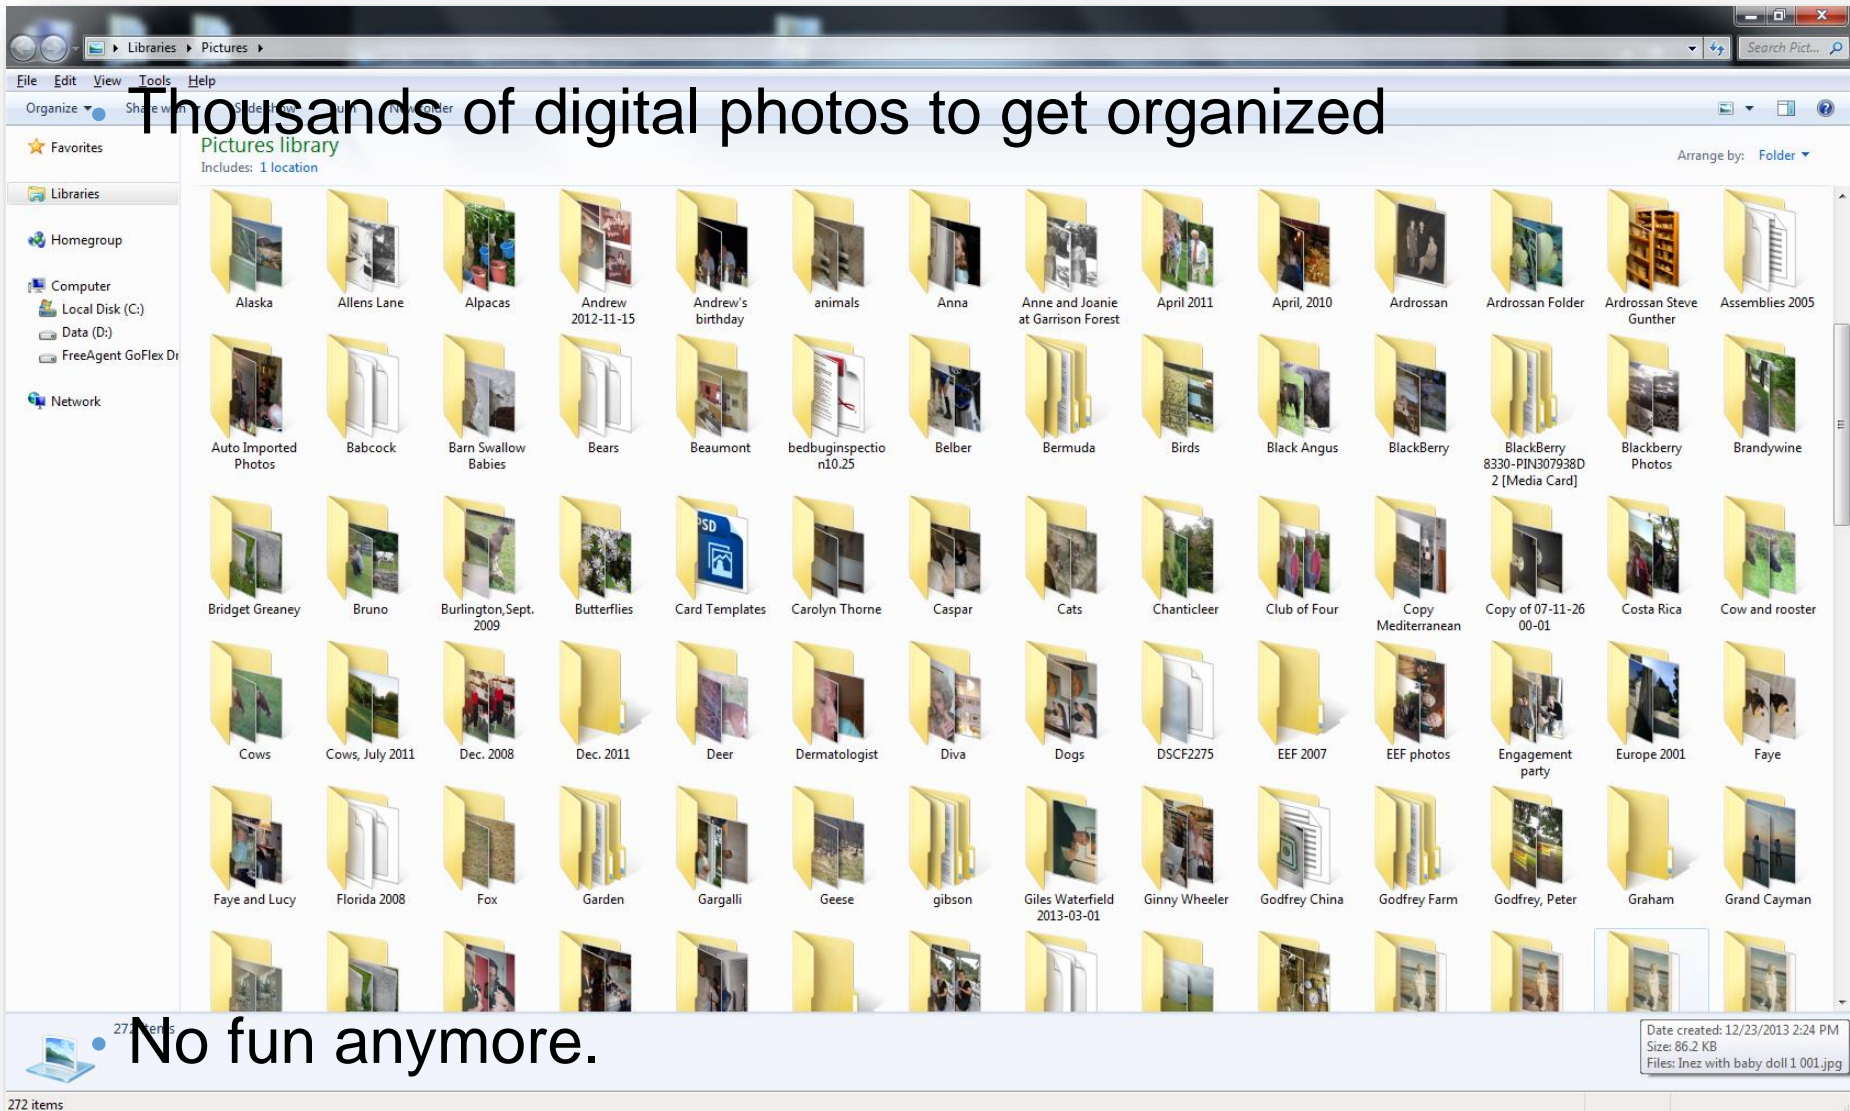 Libraries ▸ Pictures ▸
Search Pict...
File Edit View Tools Help
Organize Share with Slide show Burn New folder
• Thousands of digital photos to get organized
Favorites
Libraries
Homegroup
Computer
Local Disk (C:)
Data (D:)
FreeAgent GoFlex Dr
Network
Pictures library
Includes: 1 location
Arrange by: Folder
Alaska
Allens Lane
Alpacas
Andrew
2012-11-15
Andrew's
birthday
animals
Anna
Anne and Joanie
at Garrison Forest
April 2011
April, 2010
Ardrossan
Ardrossan Folder
Ardrossan Steve
Gunther
Assemblies 2005
Auto Imported
Photos
Babcock
Barn Swallow
Babies
Bears
Beaumont
bedbuginspectio
n10.25
Belber
Bermuda
Birds
Black Angus
BlackBerry
BlackBerry
8330-PIN307938D
2 [Media Card]
Blackberry
Photos
Brandywine
Bridget Greaney
Bruno
Burlington,Sept.
2009
Butterflies
PSD
Card Templates
Carolyn Thorne
Caspar
Cats
Chanticleer
Club of Four
Copy
Mediterranean
Copy of 07-11-26
00-01
Costa Rica
Cow and rooster
Cows
Cows, July 2011
Dec. 2008
Dec. 2011
Deer
Dermatologist
Diva
Dogs
DSCF2275
EEF 2007
EEF photos
Engagement
party
Europe 2001
Faye
Faye and Lucy
Florida 2008
Fox
Garden
Gargalli
Geese
gibson
Giles Waterfield
2013-03-01
Ginny Wheeler
Godfrey China
Godfrey Farm
Godfrey, Peter
Graham
Grand Cayman
272 items
• No fun anymore.
Date created: 12/23/2013 2:24 PM
Size: 86.2 KB
Files: Inez with baby doll 1 001.jpg
272 items